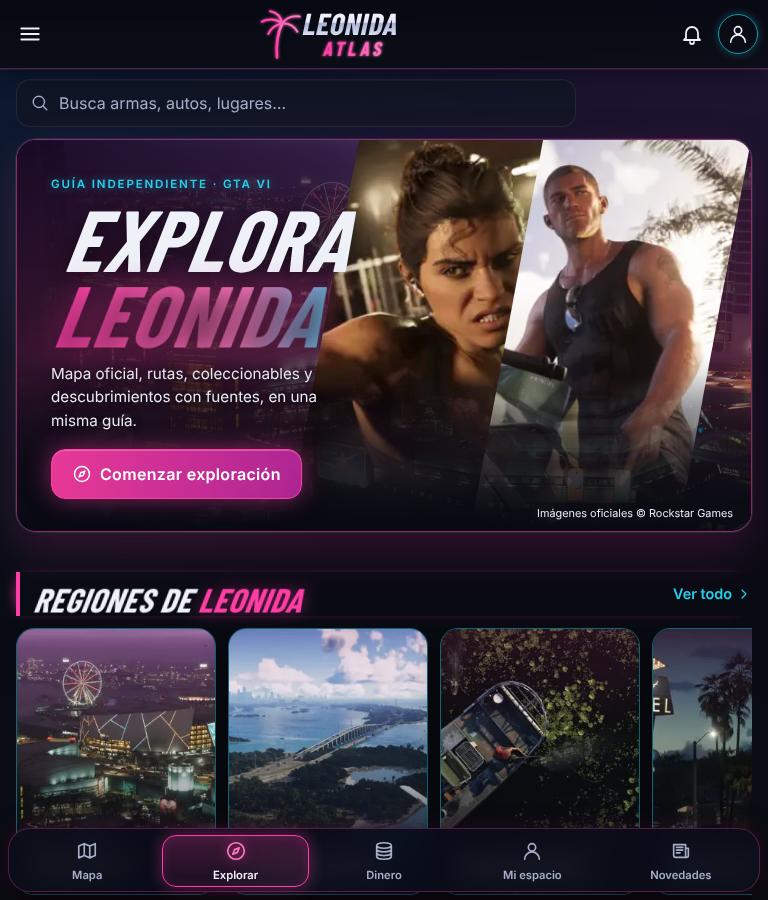 LEONIDA
ATLAS
Busca armas, autos, lugares...
GUÍA INDEPENDIENTE · GTA VI
EXPLORA
LEONIDA
Mapa oficial, rutas, coleccionables y
descubrimientos con fuentes, en una
misma guía.
Comenzar exploración
Imágenes oficiales © Rockstar Games
REGIONES DE LEONIDA
Ver todo
EL
Mapa
Explorar
Dinero
Mi espacio
Novedades